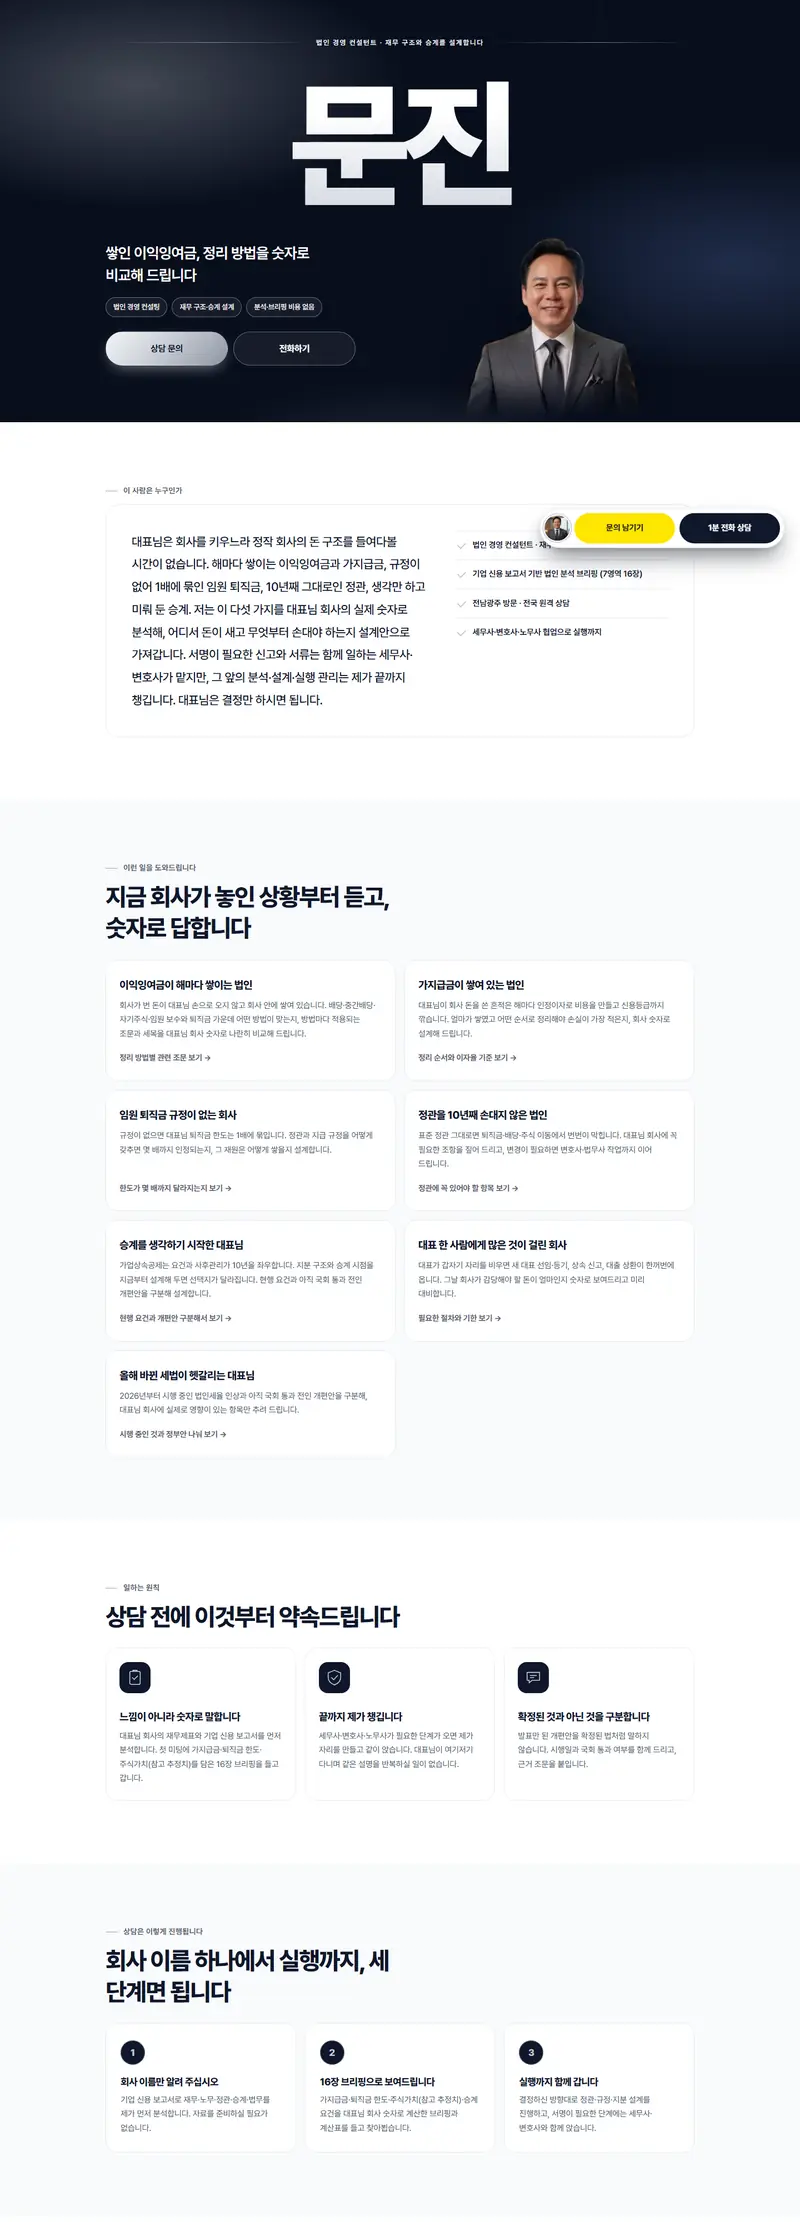 법인 경영 컨설턴트 · 재무 구조와 승계를 설계합니다
문진
쌓인 이익잉여금, 정리 방법을 숫자로
비교해 드립니다
법인 경영 컨설팅
재무 구조·승계 설계
분석·브리핑 비용 없음
상담 문의
전화하기
이 사람은 누구인가
대표님은 회사를 키우느라 정작 회사의 돈 구조를 들여다볼
시간이 없습니다. 해마다 쌓이는 이익잉여금과 가지급금, 규정이
없어 1배에 묶인 임원 퇴직금, 10년째 그대로인 정관, 생각만 하고
미뤄 둔 승계. 저는 이 다섯 가지를 대표님 회사의 실제 숫자로
분석해, 어디서 돈이 새고 무엇부터 손대야 하는지 설계안으로
가져갑니다. 서명이 필요한 신고와 서류는 함께 일하는 세무사·
변호사가 맡지만, 그 앞의 분석·설계·실행 관리는 제가 끝까지
챙깁니다. 대표님은 결정만 하시면 됩니다.
법인 경영 컨설턴트 · 재무
기업 신용 보고서 기반 법인 분석 브리핑 (7영역 16장)
전남광주 방문 · 전국 원격 상담
세무사·변호사·노무사 협업으로 실행까지
문의 남기기
1분 전화 상담
이런 일을 도와드립니다
지금 회사가 놓인 상황부터 듣고,
숫자로 답합니다
이익잉여금이 해마다 쌓이는 법인
회사가 번 돈이 대표님 손으로 오지 않고 회사 안에 쌓여 있습니다. 배당·중간배당·
자기주식·임원 보수와 퇴직금 가운데 어떤 방법이 맞는지, 방법마다 적용되는
조문과 세목을 대표님 회사 숫자로 나란히 비교해 드립니다.
정리 방법별 관련 조문 보기 →
가지급금이 쌓여 있는 법인
대표님이 회사 돈을 쓴 흔적은 해마다 인정이자로 비용을 만들고 신용등급까지
깎습니다. 얼마가 쌓였고 어떤 순서로 정리해야 손실이 가장 적은지, 회사 숫자로
설계해 드립니다.
정리 순서와 이자율 기준 보기 →
임원 퇴직금 규정이 없는 회사
규정이 없으면 대표님 퇴직금 한도는 1배에 묶입니다. 정관과 지급 규정을 어떻게
갖추면 몇 배까지 인정되는지, 그 재원은 어떻게 쌓을지 설계합니다.
한도가 몇 배까지 달라지는지 보기 →
정관을 10년째 손대지 않은 법인
표준 정관 그대로면 퇴직금·배당·주식 이동에서 번번이 막힙니다. 대표님 회사에 꼭
필요한 조항을 짚어 드리고, 변경이 필요하면 변호사·법무사 작업까지 이어
드립니다.
정관에 꼭 있어야 할 항목 보기 →
승계를 생각하기 시작한 대표님
가업상속공제는 요건과 사후관리가 10년을 좌우합니다. 지분 구조와 승계 시점을
지금부터 설계해 두면 선택지가 달라집니다. 현행 요건과 아직 국회 통과 전인
개편안을 구분해 설계합니다.
현행 요건과 개편안 구분해서 보기 →
대표 한 사람에게 많은 것이 걸린 회사
대표가 갑자기 자리를 비우면 새 대표 선임·등기, 상속 신고, 대출 상환이 한꺼번에
옵니다. 그날 회사가 감당해야 할 돈이 얼마인지 숫자로 보여드리고 미리
대비합니다.
필요한 절차와 기한 보기 →
올해 바뀐 세법이 헷갈리는 대표님
2026년부터 시행 중인 법인세율 인상과 아직 국회 통과 전인 개편안을 구분해,
대표님 회사에 실제로 영향이 있는 항목만 추려 드립니다.
시행 중인 것과 정부안 나눠 보기 →
일하는 원칙
상담 전에 이것부터 약속드립니다
느낌이 아니라 숫자로 말합니다
대표님 회사의 재무제표와 기업 신용 보고서를 먼저
분석합니다. 첫 미팅에 가지급금·퇴직금 한도·
주식가치(참고 추정치)를 담은 16장 브리핑을 들고
갑니다.
끝까지 제가 챙깁니다
세무사·변호사·노무사가 필요한 단계가 오면 제가
자리를 만들고 같이 앉습니다. 대표님이 여기저기
다니며 같은 설명을 반복하실 일이 없습니다.
확정된 것과 아닌 것을 구분합니다
발표만 된 개편안을 확정된 법처럼 말하지
않습니다. 시행일과 국회 통과 여부를 함께 드리고,
근거 조문을 붙입니다.
상담은 이렇게 진행됩니다
회사 이름 하나에서 실행까지, 세
단계면 됩니다
1
회사 이름만 알려 주십시오
기업 신용 보고서로 재무·노무·정관·승계·법무를
제가 먼저 분석합니다. 자료를 준비하실 필요가
없습니다.
2
16장 브리핑으로 보여드립니다
가지급금·퇴직금 한도·주식가치(참고 추정치)·승계
요건을 대표님 회사 숫자로 계산한 브리핑과
계산표를 들고 찾아뵙습니다.
3
실행까지 함께 갑니다
결정하신 방향대로 정관·규정·지분 설계를
진행하고, 서명이 필요한 단계에는 세무사·
변호사와 함께 앉습니다.